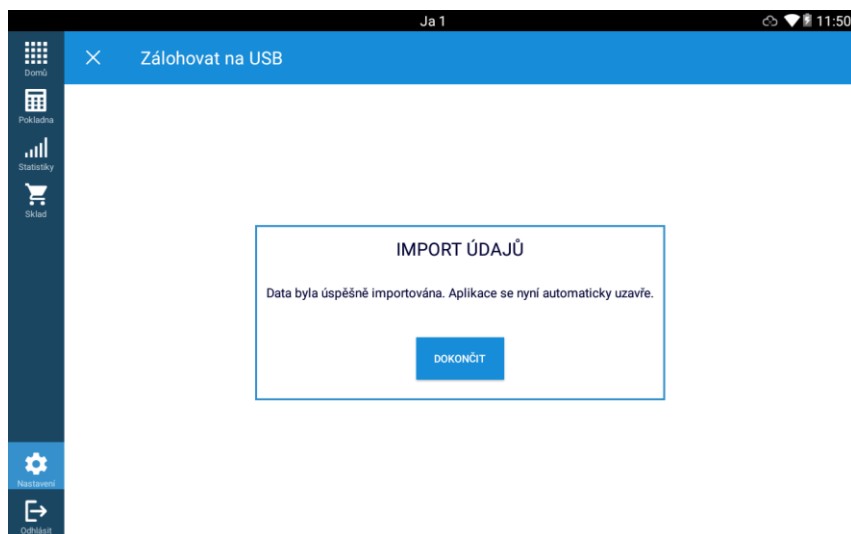 Ja 1
11:50
Domů
Zálohovat na USB
Pokladna
Statistiky
Sklad
IMPORT ÚDAJŮ
Data byla úspěšně importována. Aplikace se nyní automaticky uzavře.
DOKONČIT
Nastavení
Odhlásit